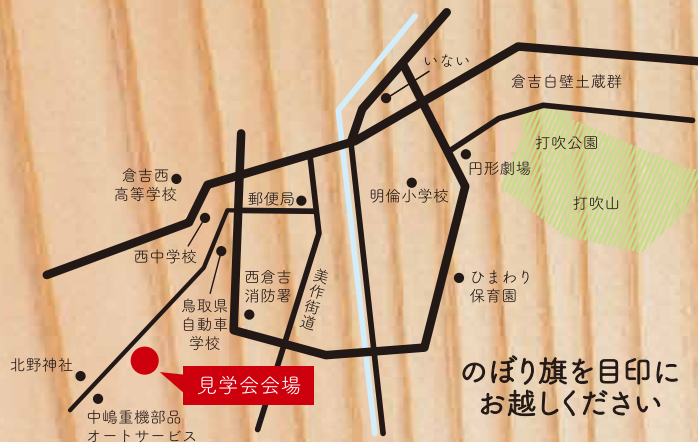 いない
倉吉白壁土蔵群
打吹公園
円形劇場
打吹山
倉吉西
高等学校
郵便局
明倫小学校
西中学校
西倉吉
消防署
美作街道
ひまわり
保育園
鳥取県
自動車
学校
北野神社
見学会会場
中嶋重機部品
オートサービス
のぼり旗を目印に
お越しください